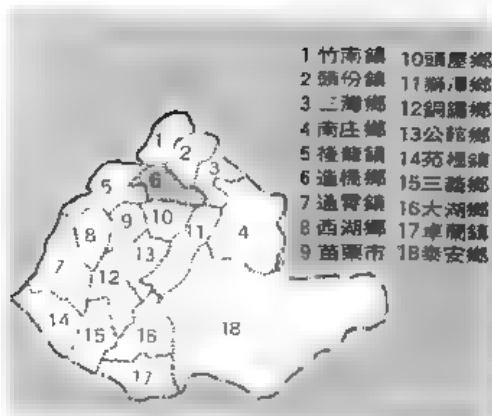 1 竹南鎮
2 頭份鎮
3 三灣鄉
4 南庄鄉
5 後龍鎮
6 造橋鄉
7 通霄鎮
8 西湖鄉
9 苗栗市
10頭屋鄉
11獅潭鄉
12銅鑼鄉
13公館鄉
14苑裡鎮
15三義鄉
16大湖鄉
17卓蘭鎮
18泰安鄉
1
2
3
5
6
4
9
10
11
8
13
7
12
14
15
16
18
17